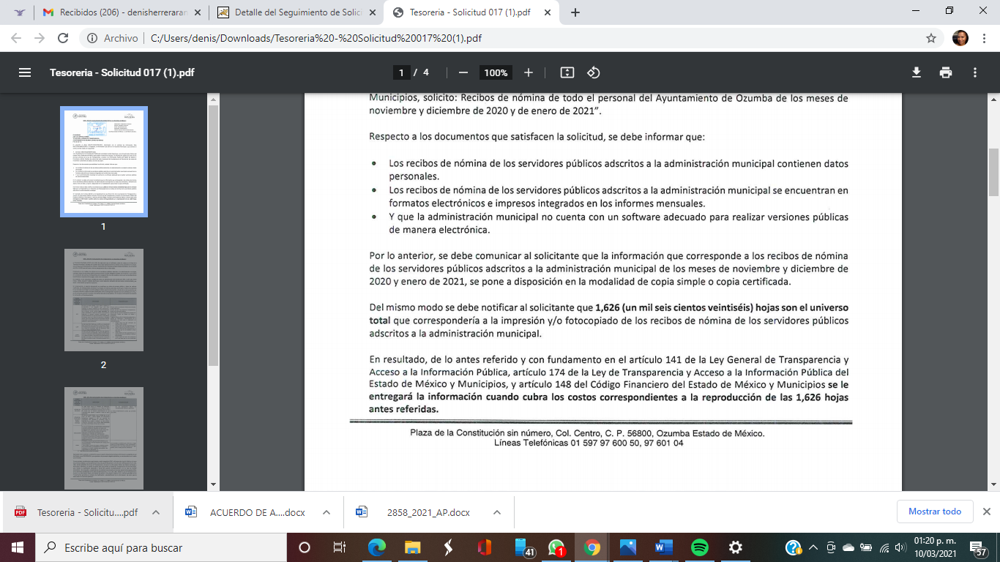 Recibidos (206) - denisherreraran
Detalle del Seguimiento de Solici
Tesoreria - Solicitud 017 (1).pdf
Archivo
C:/Users/denis/Downloads/Tesoreria%20-%20Solicitud%20017%20(1).pdf
Tesoreria - Solicitud 017 (1).pdf
1 / 4
100%
1
2
Municipios, solicito: Recibos de nómina de todo el personal del Ayuntamiento de Ozumba de los meses de
noviembre y diciembre de 2020 y de enero de 2021”.
Respecto a los documentos que satisfacen la solicitud, se debe informar que:
• Los recibos de nómina de los servidores públicos adscritos a la administración municipal contienen datos
personales.
• Los recibos de nómina de los servidores públicos adscritos a la administración municipal se encuentran en
formatos electrónicos e impresos integrados en los informes mensuales.
• Y que la administración municipal no cuenta con un software adecuado para realizar versiones públicas
de manera electrónica.
Por lo anterior, se debe comunicar al solicitante que la información que corresponde a los recibos de nómina
de los servidores públicos adscritos a la administración municipal de los meses de noviembre y diciembre de
2020 y enero de 2021, se pone a disposición en la modalidad de copia simple o copia certificada.
Del mismo modo se debe notificar al solicitante que 1,626 (un mil seis cientos veintiséis) hojas son el universo
total que correspondería a la impresión y/o fotocopiado de los recibos de nómina de los servidores públicos
adscritos a la administración municipal.
En resultado, de lo antes referido y con fundamento en el artículo 141 de la Ley General de Transparencia y
Acceso a la Información Pública, artículo 174 de la Ley de Transparencia y Acceso a la Información Pública del
Estado de México y Municipios, y artículo 148 del Código Financiero del Estado de México y Municipios se le
entregará la información cuando cubra los costos correspondientes a la reproducción de las 1,626 hojas
antes referidas.
Plaza de la Constitución sin número, Col. Centro, C. P. 56800, Ozumba Estado de México.
Líneas Telefónicas 01 597 97 600 50, 97 601 04
Tesoreria - Solicitu....pdf
ACUERDO DE A....docx
2858_2021_AP.docx
Mostrar todo
Escribe aquí para buscar
41
1
01:20 p. m.
10/03/2021
57